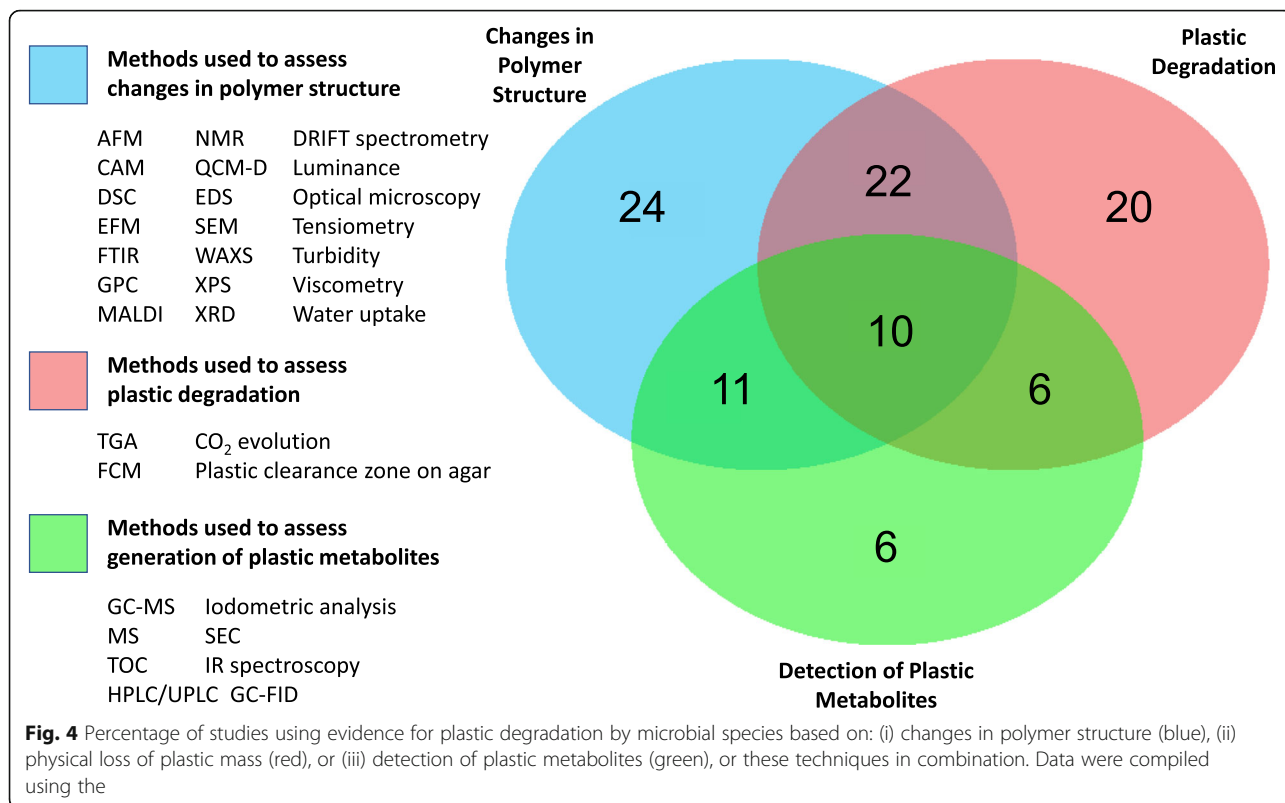 Methods used to assess
changes in polymer structure
AFM NMR DRIFT spectrometry
CAM QCM-D Luminance
DSC EDS Optical microscopy
EFM SEM Tensiometry
FTIR WAXS Turbidity
GPC XPS Viscometry
MALDI XRD Water uptake
Methods used to assess
plastic degradation
TGA CO₂ evolution
FCM Plastic clearance zone on agar
Methods used to assess
generation of plastic metabolites
GC-MS Iodometric analysis
MS SEC
TOC IR spectroscopy
HPLC/UPLC GC-FID
Changes in
Polymer
Structure
Plastic
Degradation
24
22
20
10
11
6
6
Detection of Plastic
Metabolites
Fig. 4 Percentage of studies using evidence for plastic degradation by microbial species based on: (i) changes in polymer structure (blue), (ii)
physical loss of plastic mass (red), or (iii) detection of plastic metabolites (green), or these techniques in combination. Data were compiled
using the